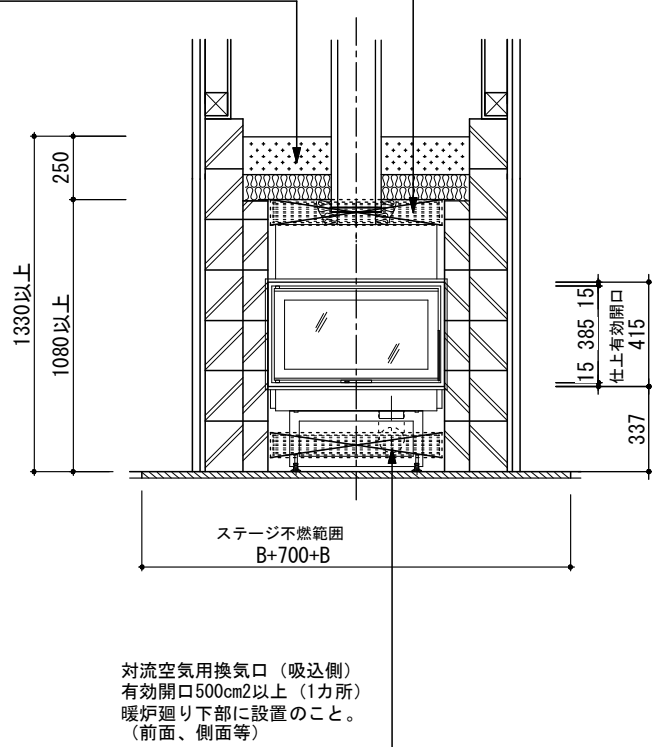 250
1330以上
1080以上
15
385
15
仕上有効開口
415
337
ステージ不燃範囲
B+700+B
対流空気用換気口（吸込側）
有効開口500cm2以上（1カ所）
暖炉廻り下部に設置のこと。
（前面、側面等）